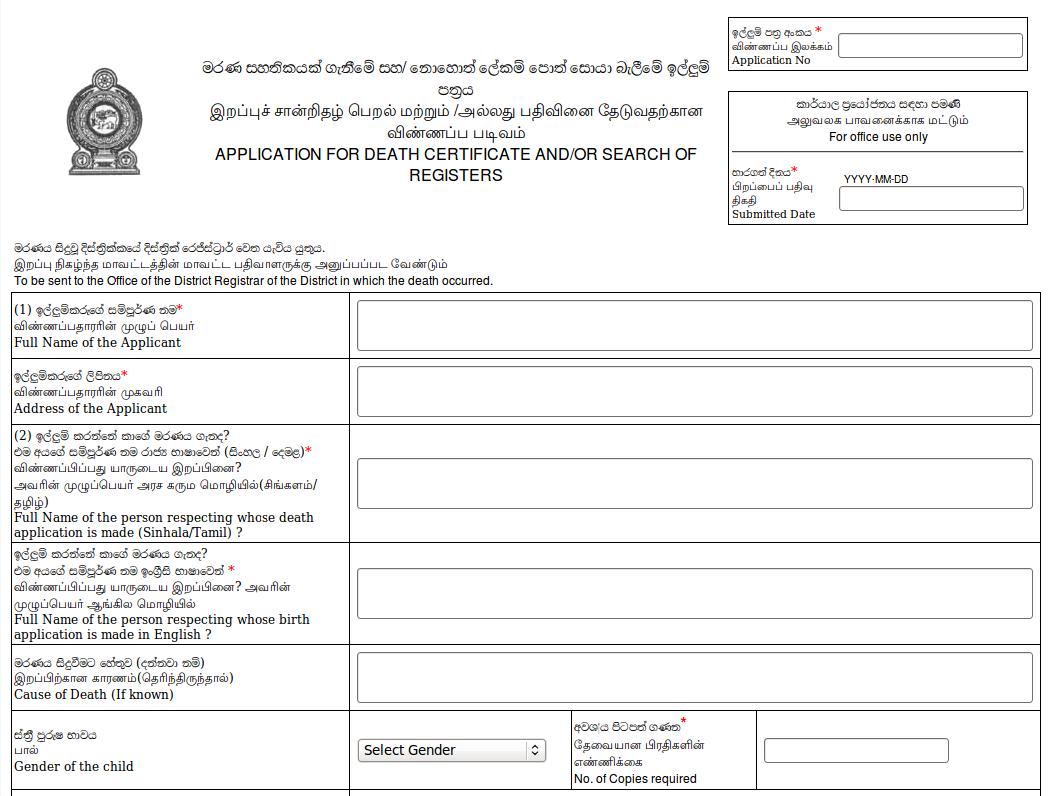 ඉල්ලුම් පත්‍ර අංකය *
விண்ணப்ப இலக்கம்
Application No
මරණ සහතිකයක් ගැනීමේ සහ/ නොහොත් ලේකම් පොත් සොයා බැලීමේ ඉල්ලුම්
පත්‍රය
இறப்புச் சான்றிதழ் பெறல் மற்றும் /அல்லது பதிவினை தேடுவதற்கான
விண்ணப்ப படிவம்
APPLICATION FOR DEATH CERTIFICATE AND/OR SEARCH OF
REGISTERS
කාර්යාල ප්‍රයෝජනය සඳහා පමණි
அலுவலக பாவனைக்காக மட்டும்
For office use only
භාරගත් දිනය*
பிறப்பைப் பதிவு
திகதி
Submitted Date
YYYY-MM-DD
මරණය සිදුවූ දිස්ත්‍රික්කයේ දිස්ත්‍රික් රෙජිස්ට්‍රාර් වෙත යැවිය යුතුය.
இறப்பு நிகழ்ந்த மாவட்டத்தின் மாவட்ட பதிவாளருக்கு அனுப்பப்பட வேண்டும்
To be sent to the Office of the District Registrar of the District in which the death occurred.
(1) ඉල්ලුම්කරුගේ සම්පූර්ණ නම*
விண்ணப்பதாரரின் முழுப் பெயர்
Full Name of the Applicant
ඉල්ලුම්කරුගේ ලිපිනය*
விண்ணப்பதாரரின் முகவரி
Address of the Applicant
(2) ඉල්ලුම් කරන්නේ කාගේ මරණය ගැනද?
එම අයගේ සම්පූර්ණ නම රාජ්‍ය භාෂාවෙන් (සිංහල / දෙමළ)*
விண்ணப்பிப்பது யாருடைய இறப்பினை?
அவரின் முழுப்பெயர் அரச கரும மொழியில்(சிங்களம்/
தமிழ்)
Full Name of the person respecting whose death
application is made (Sinhala/Tamil) ?
ඉල්ලුම් කරන්නේ කාගේ මරණය ගැනද?
එම අයගේ සම්පූර්ණ නම ඉංග්‍රීසි භාෂාවෙන් *
விண்ணப்பிப்பது யாருடைய இறப்பினை? அவரின்
முழுப்பெயர் ஆங்கில மொழியில்
Full Name of the person respecting whose birth
application is made in English ?
මරණය සිදුවීමට හේතුව (දන්නවා නම්)
இறப்பிற்கான காரணம்(தெரிந்திருந்தால்)
Cause of Death (If known)
ස්ත්‍රී පුරුෂ භාවය
பால்
Gender of the child
Select Gender
අවශ්‍ය පිටපත් ගණන*
தேவையான பிரதிகளின்
எண்ணிக்கை
No. of Copies required